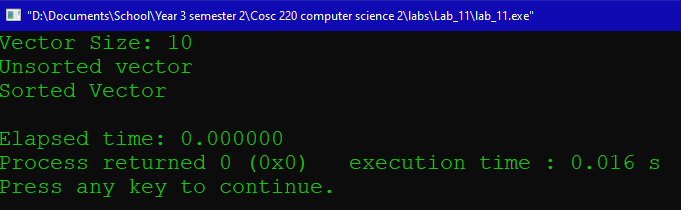 "D:\Documents\School\Year 3 semester 2\Cosc 220 computer science 2\labs\Lab_11\lab_11.exe"
Vector Size: 10
Unsorted vector
Sorted Vector
Elapsed time: 0.000000
Process returned 0 (0x0)   execution time : 0.016 s
Press any key to continue.